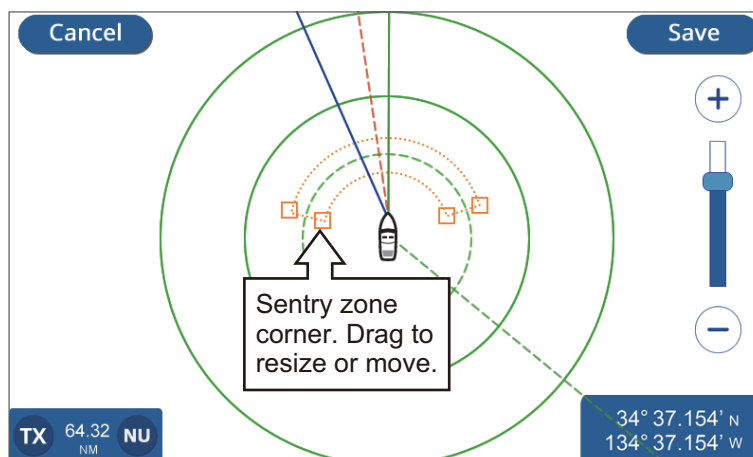 Cancel
Save
+
−
Sentry zone
corner. Drag to
resize or move.
TX 64.32 NU
NM
34° 37.154’ N
134° 37.154’ W